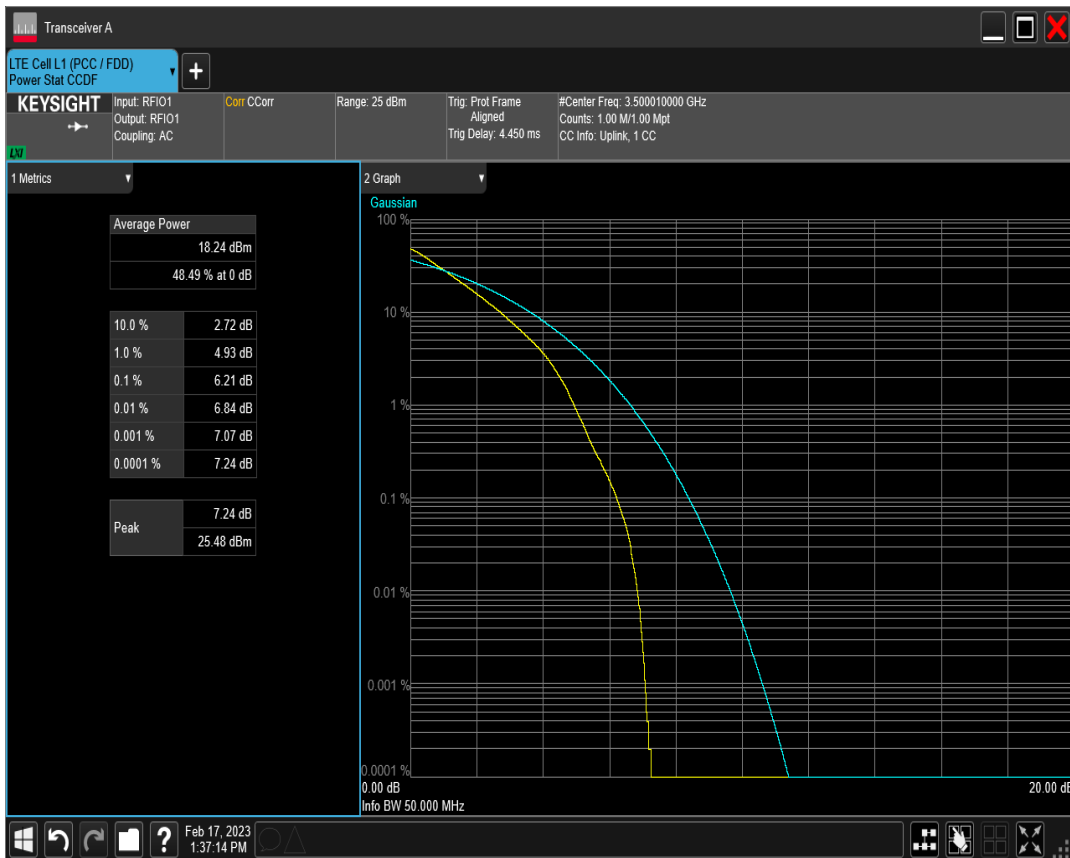 Transceiver A
LTE Cell L1 (PCC / FDD)
Power Stat CCDF
+
KEYSIGHT
LXI
Input: RFIO1
Output: RFIO1
Coupling: AC
Corr CCorr
Range: 25 dBm
Trig: Prot Frame
Aligned
Trig Delay: 4.450 ms
#Center Freq: 3.500010000 GHz
Counts: 1.00 M/1.00 Mpt
CC Info: Uplink, 1 CC
1 Metrics
Average Power
18.24 dBm
48.49 % at 0 dB
10.0 % 2.72 dB
1.0 % 4.93 dB
0.1 % 6.21 dB
0.01 % 6.84 dB
0.001 % 7.07 dB
0.0001 % 7.24 dB
Peak
7.24 dB
25.48 dBm
2 Graph
Gaussian
100 %
10 %
1 %
0.1 %
0.01 %
0.001 %
0.0001 %
0.00 dB 20.00 dB
Info BW 50.000 MHz
?
Feb 17, 2023
1:37:14 PM